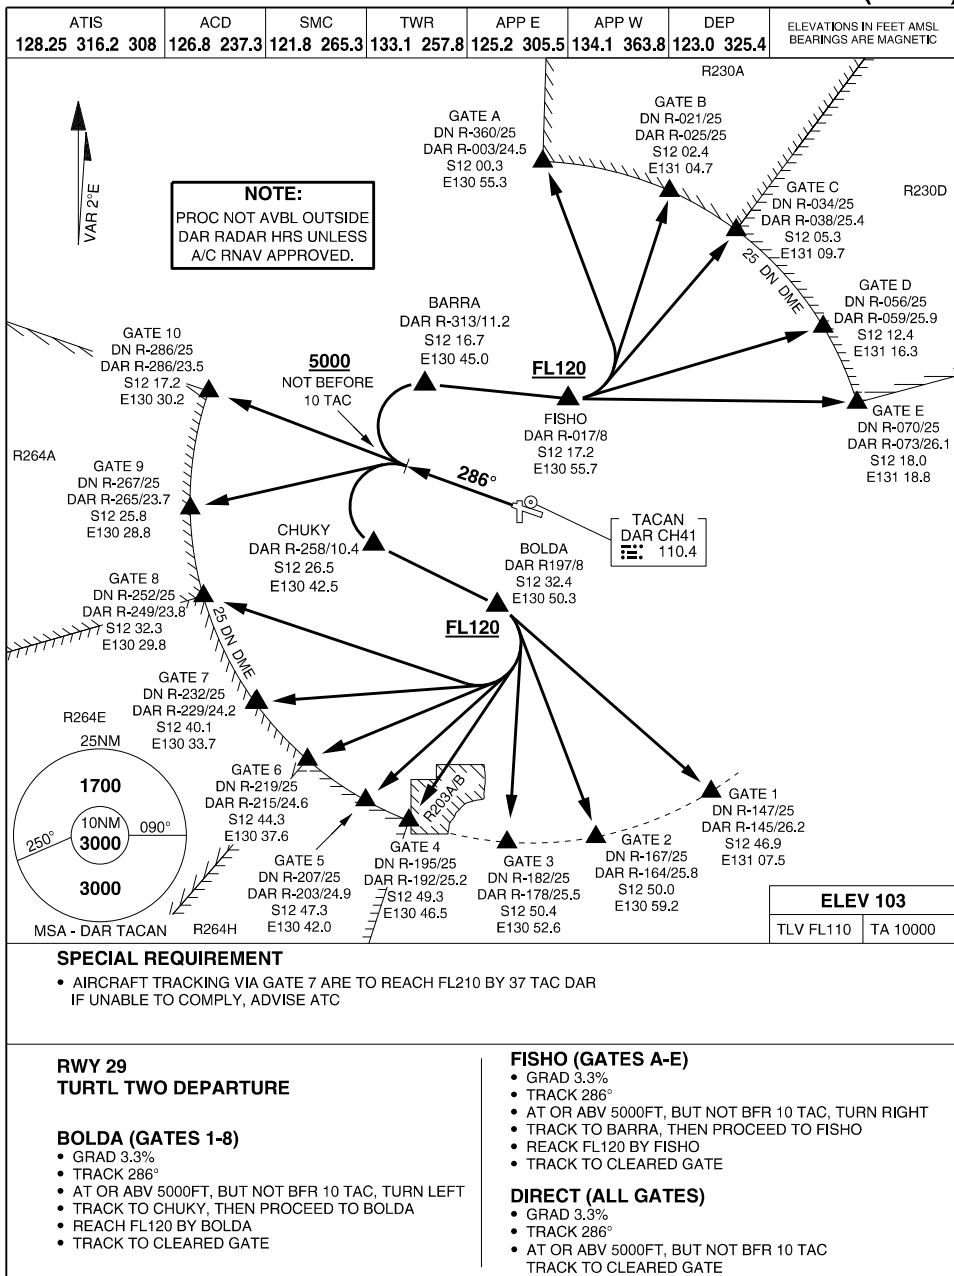 ATIS
128.25 316.2 308
ACD
126.8 237.3
SMC
121.8 265.3
TWR
133.1 257.8
APP E
125.2 305.5
APP W
134.1 363.8
DEP
123.0 325.4
ELEVATIONS IN FEET AMSL
BEARINGS ARE MAGNETIC
R230A
GATE A
DN R-360/25
DAR R-003/24.5
S12 00.3
E130 55.3
GATE B
DN R-021/25
DAR R-025/25
S12 02.4
E131 04.7
GATE C
DN R-034/25
DAR R-038/25.4
S12 05.3
E131 09.7
R230D
VAR 2°E
NOTE:
PROC NOT AVBL OUTSIDE
DAR RADAR HRS UNLESS
A/C RNAV APPROVED.
25 DN DME
GATE D
DN R-056/25
DAR R-059/25.9
S12 12.4
E131 16.3
BARRA
DAR R-313/11.2
S12 16.7
E130 45.0
GATE 10
DN R-286/25
DAR R-286/23.5
S12 17.2
E130 30.2
5000
NOT BEFORE
10 TAC
FL120
FISHO
DAR R-017/8
S12 17.2
E130 55.7
GATE E
DN R-070/25
DAR R-073/26.1
S12 18.0
E131 18.8
R264A
GATE 9
DN R-267/25
DAR R-265/23.7
S12 25.8
E130 28.8
286°
TACAN
DAR CH41
110.4
CHUKY
DAR R-258/10.4
S12 26.5
E130 42.5
BOLDA
DAR R197/8
S12 32.4
E130 50.3
FL120
GATE 8
DN R-252/25
DAR R-249/23.8
S12 32.3
E130 29.8
25 DN DME
GATE 7
DN R-232/25
DAR R-229/24.2
S12 40.1
E130 33.7
R264E
25NM
1700
10NM
3000
250°
090°
3000
MSA - DAR TACAN
R264H
GATE 6
DN R-219/25
DAR R-215/24.6
S12 44.3
E130 37.6
GATE 5
DN R-207/25
DAR R-203/24.9
S12 47.3
E130 42.0
R203A/B
GATE 4
DN R-195/25
DAR R-192/25.2
S12 49.3
E130 46.5
GATE 3
DN R-182/25
DAR R-178/25.5
S12 50.4
E130 52.6
GATE 2
DN R-167/25
DAR R-164/25.8
S12 50.0
E130 59.2
GATE 1
DN R-147/25
DAR R-145/26.2
S12 46.9
E131 07.5
ELEV 103
TLV FL110
TA 10000
SPECIAL REQUIREMENT
• AIRCRAFT TRACKING VIA GATE 7 ARE TO REACH FL210 BY 37 TAC DAR
IF UNABLE TO COMPLY, ADVISE ATC
RWY 29
TURTL TWO DEPARTURE
BOLDA (GATES 1-8)
• GRAD 3.3%
• TRACK 286°
• AT OR ABV 5000FT, BUT NOT BFR 10 TAC, TURN LEFT
• TRACK TO CHUKY, THEN PROCEED TO BOLDA
• REACH FL120 BY BOLDA
• TRACK TO CLEARED GATE
FISHO (GATES A-E)
• GRAD 3.3%
• TRACK 286°
• AT OR ABV 5000FT, BUT NOT BFR 10 TAC, TURN RIGHT
• TRACK TO BARRA, THEN PROCEED TO FISHO
• REACK FL120 BY FISHO
• TRACK TO CLEARED GATE
DIRECT (ALL GATES)
• GRAD 3.3%
• TRACK 286°
• AT OR ABV 5000FT, BUT NOT BFR 10 TAC
TRACK TO CLEARED GATE